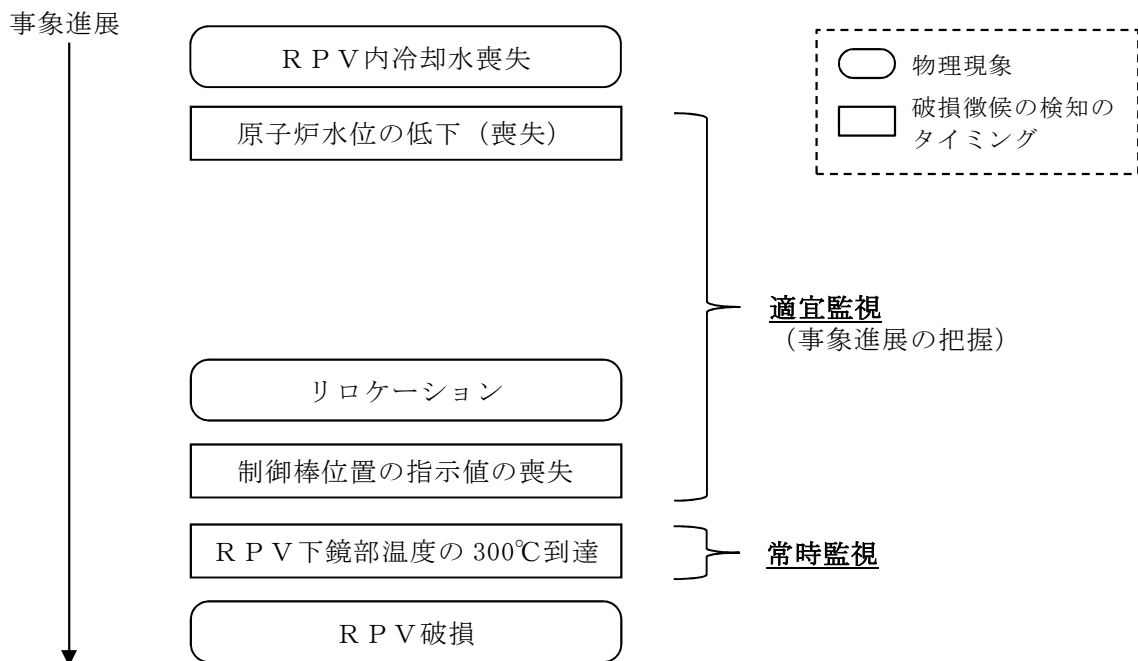 事象進展
ＲＰＶ内冷却水喪失
原子炉水位の低下（喪失）
リロケーション
制御棒位置の指示値の喪失
ＲＰＶ下鏡部温度の 300℃到達
ＲＰＶ破損
適宜監視
（事象進展の把握）
常時監視
物理現象
破損徴候の検知の
タイミング